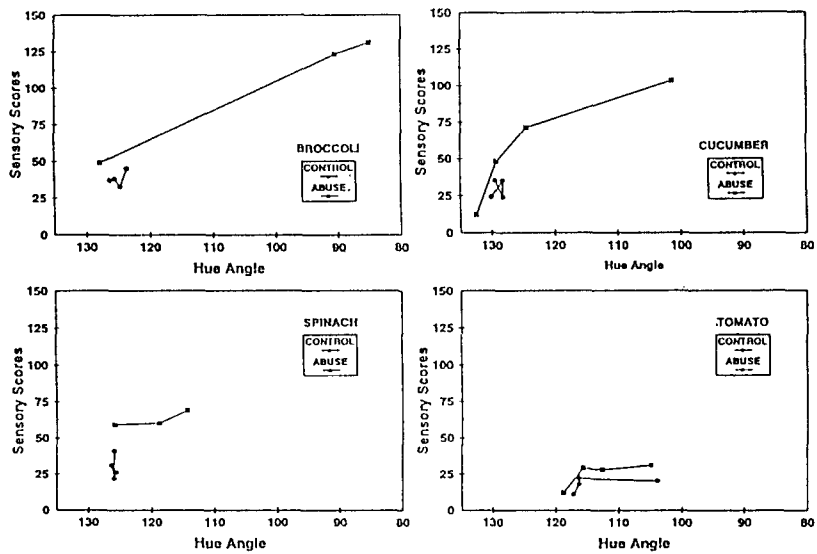 150
125
100
75
50
25
0
Sensory Scores
BROCCOLI
CONTROL
ABUSE.
130 120 110 100 90 80
Hue Angle
150
125
100
75
50
25
0
Sensory Scores
CUCUMBER
CONTROL
ABUSE
130 120 110 100 90 80
Hue Angle
150
125
100
75
50
25
0
Sensory Scores
SPINACH
CONTROL
ABUSE
130 120 110 100 90 80
Hue Angle
150
125
100
75
50
25
0
Sensory Scores
TOMATO
CONTROL
ABUSE
130 120 110 100 90 80
Hue Angle